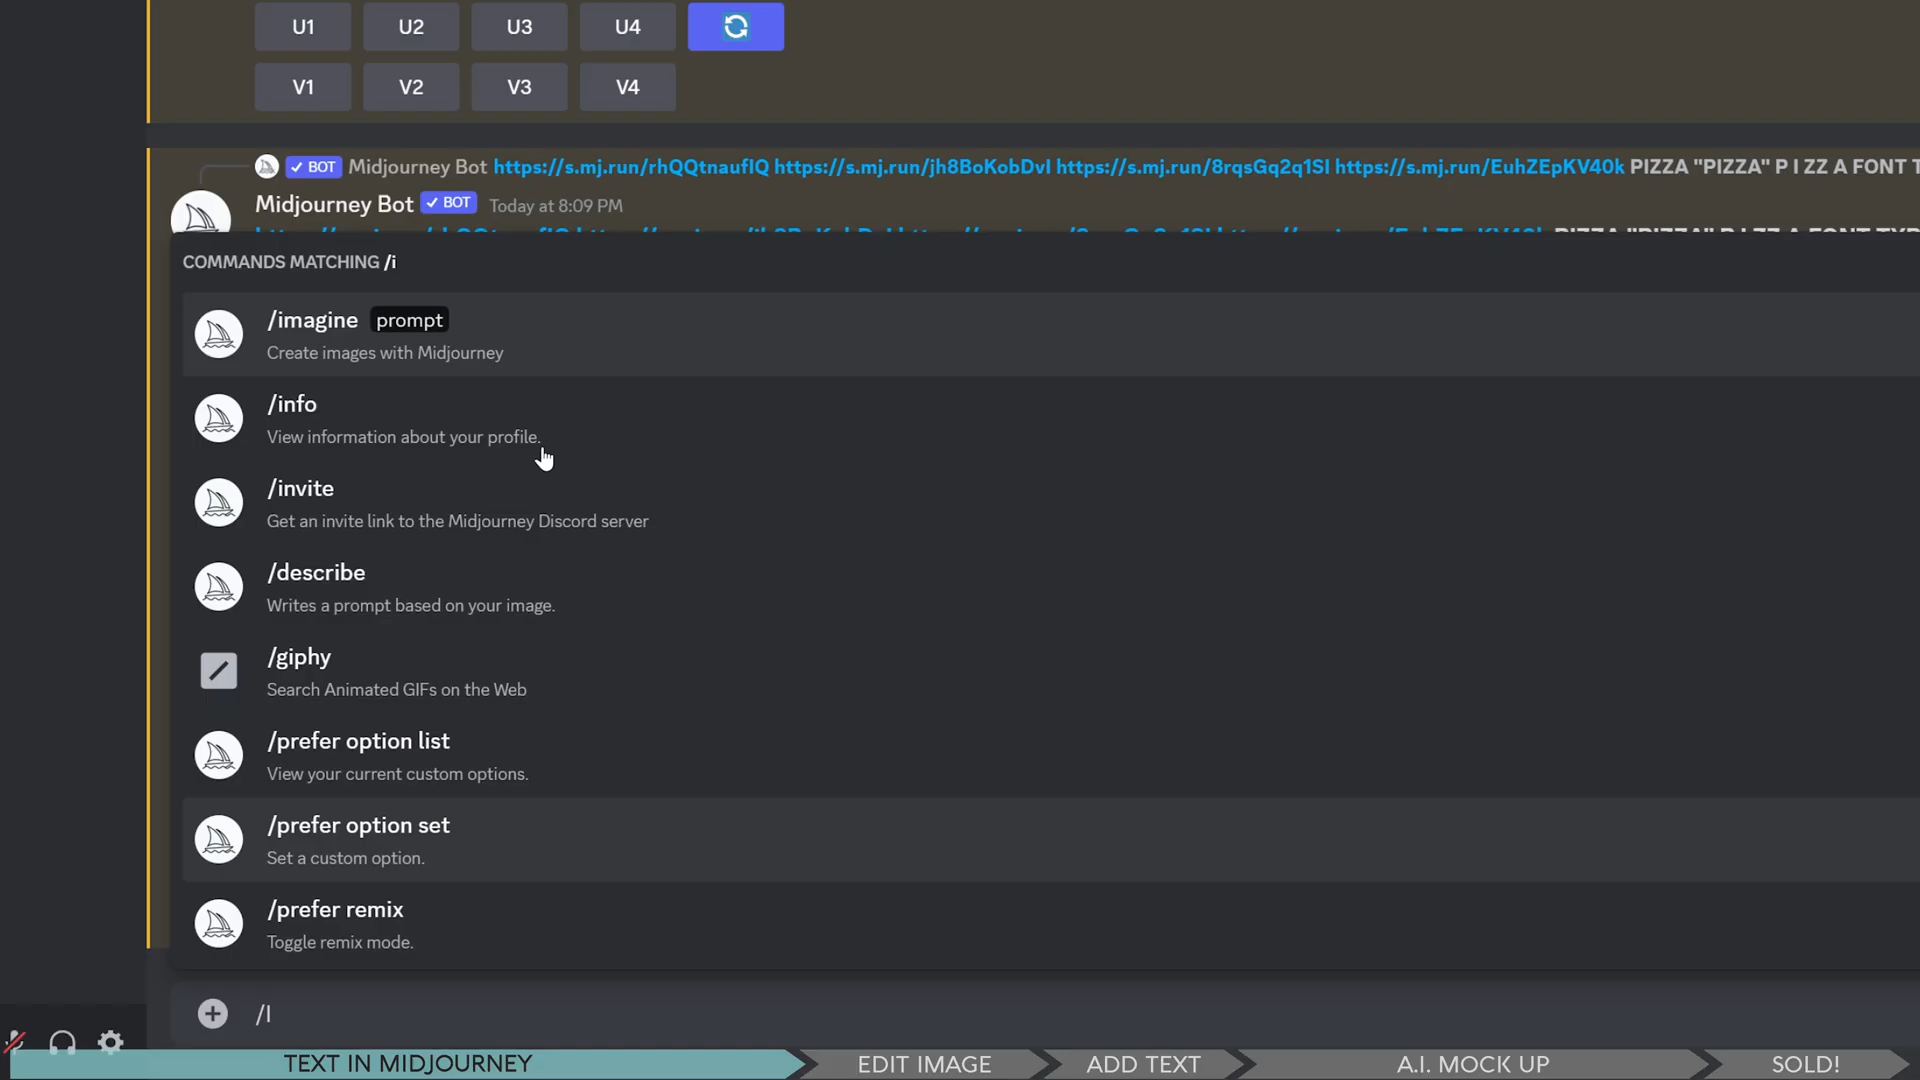 U1 U2 U3 U4
V1 V2 V3 V4
✓ BOT Midjourney Bot https://s.mj.run/rhQQtnaufIQ https://s.mj.run/jh8BoKobDvI https://s.mj.run/8rqsGq2q1SI https://s.mj.run/EuhZEpKV40k PIZZA "PIZZA" P I ZZ A FONT T
Midjourney Bot ✓ BOT Today at 8:09 PM
COMMANDS MATCHING /i
/imagine prompt
Create images with Midjourney
/info
View information about your profile.
/invite
Get an invite link to the Midjourney Discord server
/describe
Writes a prompt based on your image.
/giphy
Search Animated GIFs on the Web
/prefer option list
View your current custom options.
/prefer option set
Set a custom option.
/prefer remix
Toggle remix mode.
/I
TEXT IN MIDJOURNEY EDIT IMAGE ADD TEXT A.I. MOCK UP SOLD!